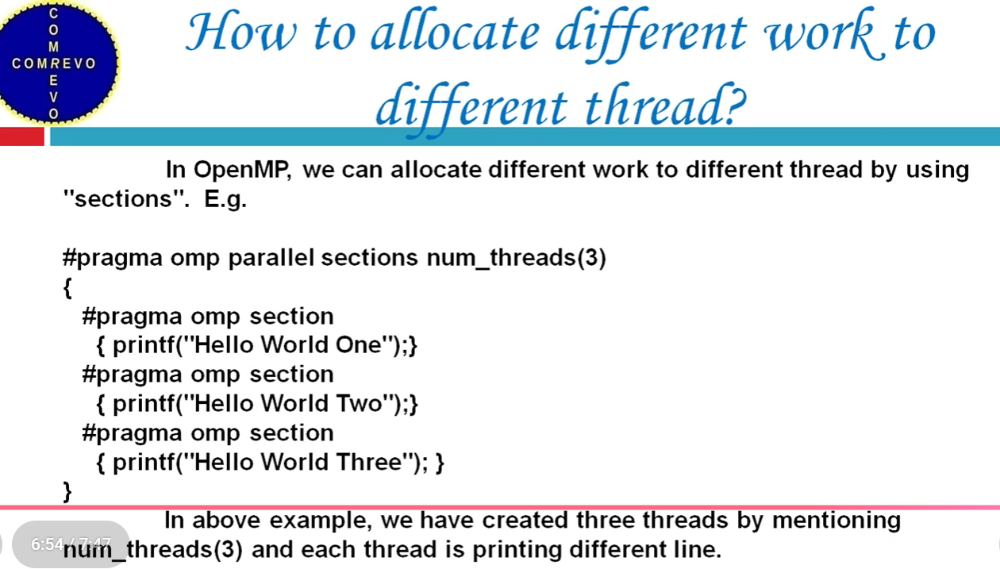 COMREVO
COMREVO
How to allocate different work to
different thread?
In OpenMP, we can allocate different work to different thread by using
"sections". E.g.
#pragma omp parallel sections num_threads(3)
{
#pragma omp section
{ printf("Hello World One");}
#pragma omp section
{ printf("Hello World Two");}
#pragma omp section
{ printf("Hello World Three"); }
}
In above example, we have created three threads by mentioning
num_threads(3) and each thread is printing different line.
6:54 / 7:47